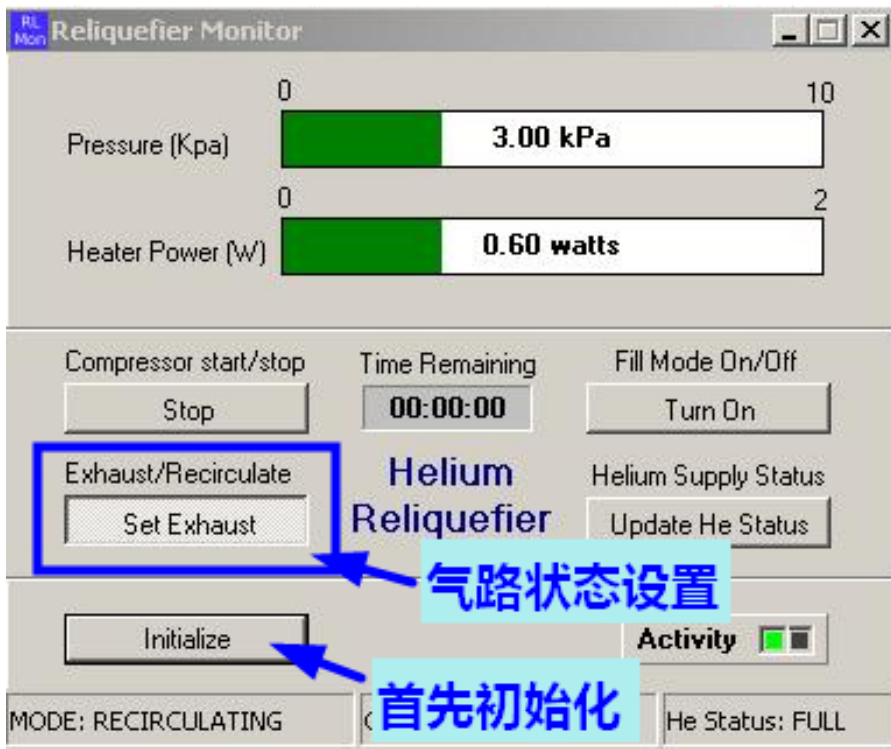 RL Mon Reliquefier Monitor
0 10
Pressure (Kpa) 3.00 kPa
0 2
Heater Power (W) 0.60 watts
Compressor start/stop Time Remaining Fill Mode On/Off
Stop 00:00:00 Turn On
Exhaust/Recirculate Helium Helium Supply Status
Set Exhaust Reliquefier Update He Status
气路状态设置
Initialize Activity
首先初始化
MODE: RECIRCULATING He Status: FULL